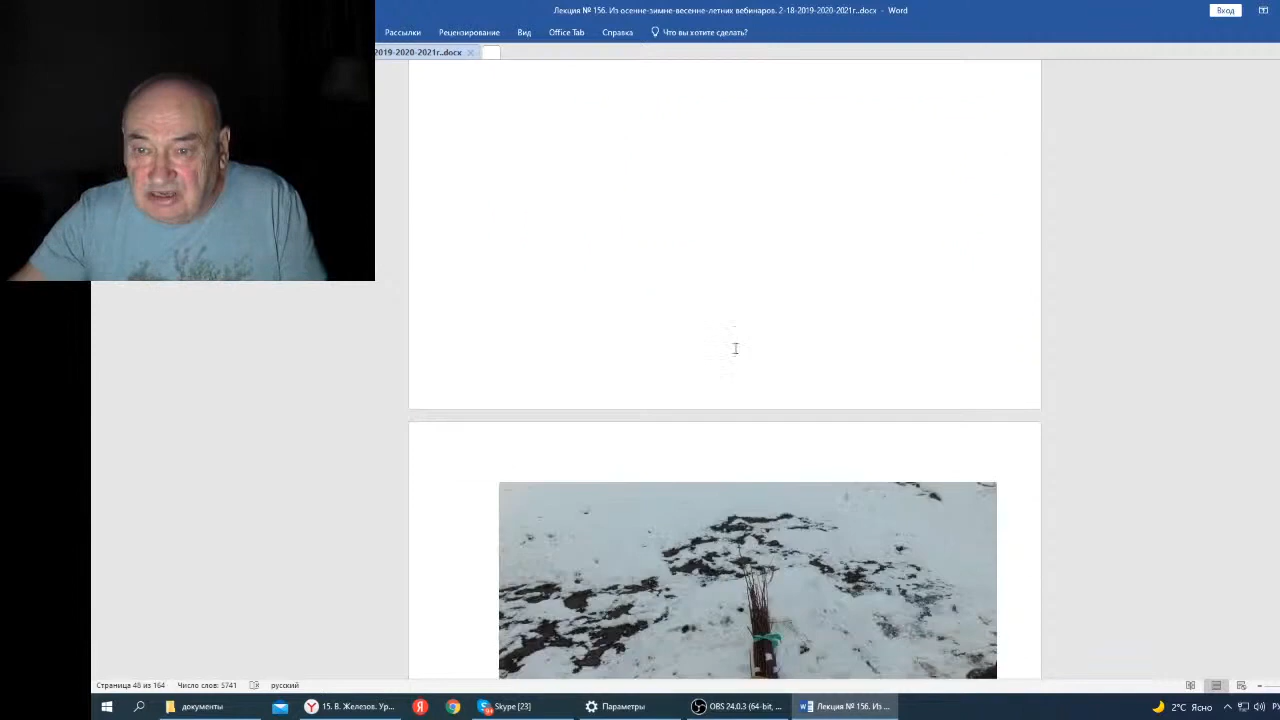 Лекция № 156. Из осенне-зимне-весенне-летних вебинаров. 2-18-2019-2020-2021г..docx - Word
Вход
Рассылки Рецензирование Вид Office Tab Справка Что вы хотите сделать?
2019-2020-2021г..docx
Страница 48 из 164 Число слов: 5741 русский
документы
15. В. Железов. Ур...
Skype [23]
Параметры
OBS 24.0.3 (64-bit, ...
Лекция № 156. Из ...
2°C Ясно